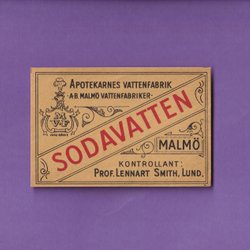 APOTEKARNES VATTENFABRIK
A.B. MALMÖ VATTENFABRIKER
SODAVATTEN
MALMÖ
KONTROLLANT:
PROF. LENNART SMITH, LUND.